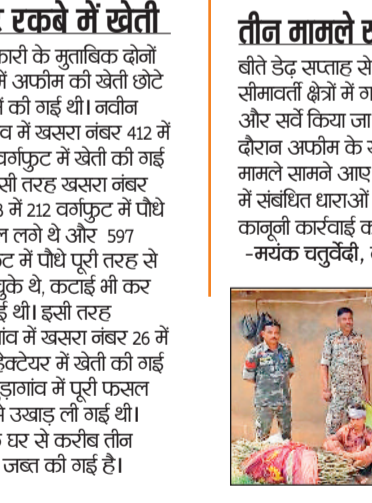 रकबे में खेती
कारी के मुताबिक दोनों
में अफीम की खेती छोटे
में की गई थी। नवीन
व में खसरा नंबर 412 में
वर्गफुट में खेती की गई
सी तरह खसरा नंबर
3 में 212 वर्गफुट में पौधे
ल लगे थे और 597
ट में पौधे पूरी तरह से
चुके थे, कटाई भी कर
ई थी। इसी तरह
ांव में खसरा नंबर 26 में
हेक्टेयर में खेती की गई
ड़ागांव में पूरी फसल
से उखाड़ ली गई थी।
घर से करीब तीन
जब्त की गई है।
तीन मामले स
बीते डेढ़ सप्ताह से
सीमावर्ती क्षेत्रों में ग
और सर्वे किया जा
दौरान अफीम के स
मामले सामने आए
में संबंधित धाराओं
कानूनी कार्रवाई क
-मयंक चतुर्वेदी,